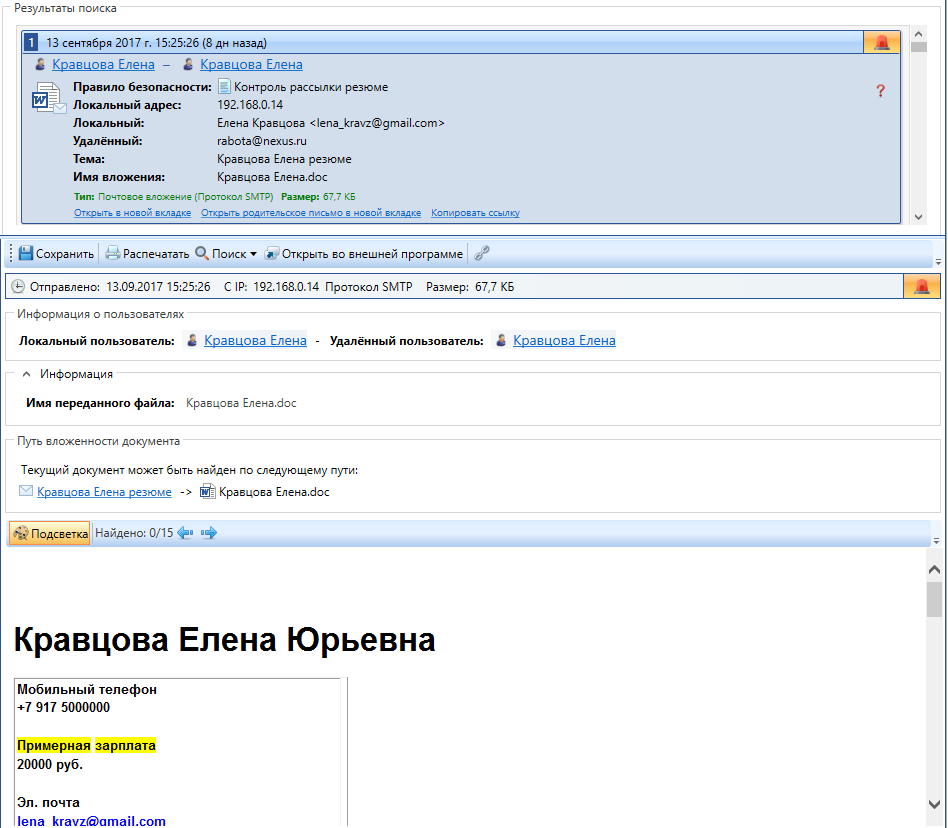 Результаты поиска
1 13 сентября 2017 г. 15:25:26 (8 дн назад)
Кравцова Елена – Кравцова Елена
Правило безопасности: Контроль рассылки резюме
?
Локальный адрес: 192.168.0.14
Локальный: Елена Кравцова <lena_kravz@gmail.com>
Удалённый: rabota@nexus.ru
Тема: Кравцова Елена резюме
Имя вложения: Кравцова Елена.doc
Тип: Почтовое вложение (Протокол SMTP) Размер: 67,7 КБ
Открыть в новой вкладке Открыть родительское письмо в новой вкладке Копировать ссылку
Сохранить Распечатать Поиск Открыть во внешней программе
Отправлено: 13.09.2017 15:25:26 С IP: 192.168.0.14 Протокол SMTP Размер: 67,7 КБ
Информация о пользователях
Локальный пользователь: Кравцова Елена - Удалённый пользователь: Кравцова Елена
Информация
Имя переданного файла: Кравцова Елена.doc
Путь вложенности документа
Текущий документ может быть найден по следующему пути:
Кравцова Елена резюме -> Кравцова Елена.doc
Подсветка Найдено: 0/15
Кравцова Елена Юрьевна
Мобильный телефон
+7 917 5000000
Примерная зарплата
20000 руб.
Эл. почта
lena_kravz@gmail.com